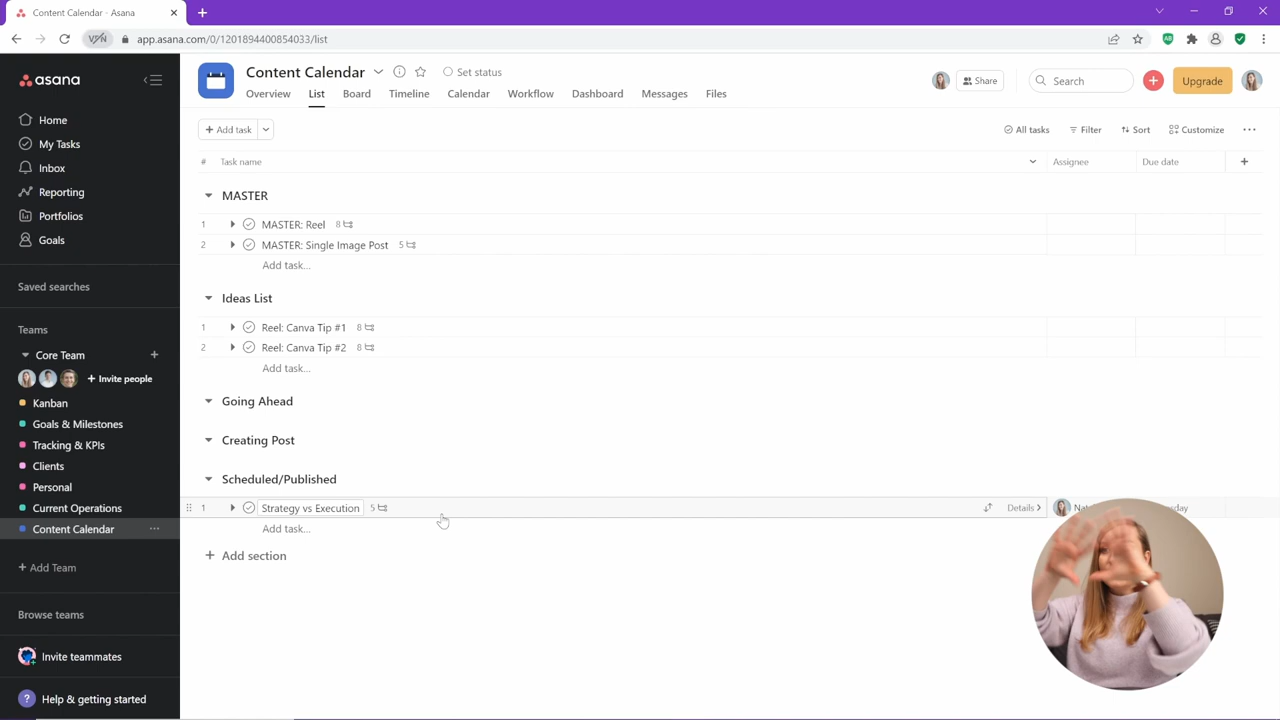 Content Calendar - Asana
VPN
app.asana.com/0/1201894400854033/list
asana
Home
My Tasks
Inbox
Reporting
Portfolios
Goals
Saved searches
Teams
Core Team
+ Invite people
Kanban
Goals & Milestones
Tracking & KPIs
Clients
Personal
Current Operations
Content Calendar
+ Add Team
Browse teams
Invite teammates
? Help & getting started
Content Calendar
Set status
Share
Search
Upgrade
Overview
List
Board
Timeline
Calendar
Workflow
Dashboard
Messages
Files
+ Add task
All tasks
Filter
Sort
Customize
# Task name
Assignee
Due date
MASTER
1 MASTER: Reel 8
2 MASTER: Single Image Post 5
Add task...
Ideas List
1 Reel: Canva Tip #1 8
2 Reel: Canva Tip #2 8
Add task...
Going Ahead
Creating Post
Scheduled/Published
1 Strategy vs Execution 5 Details
Add task...
+ Add section